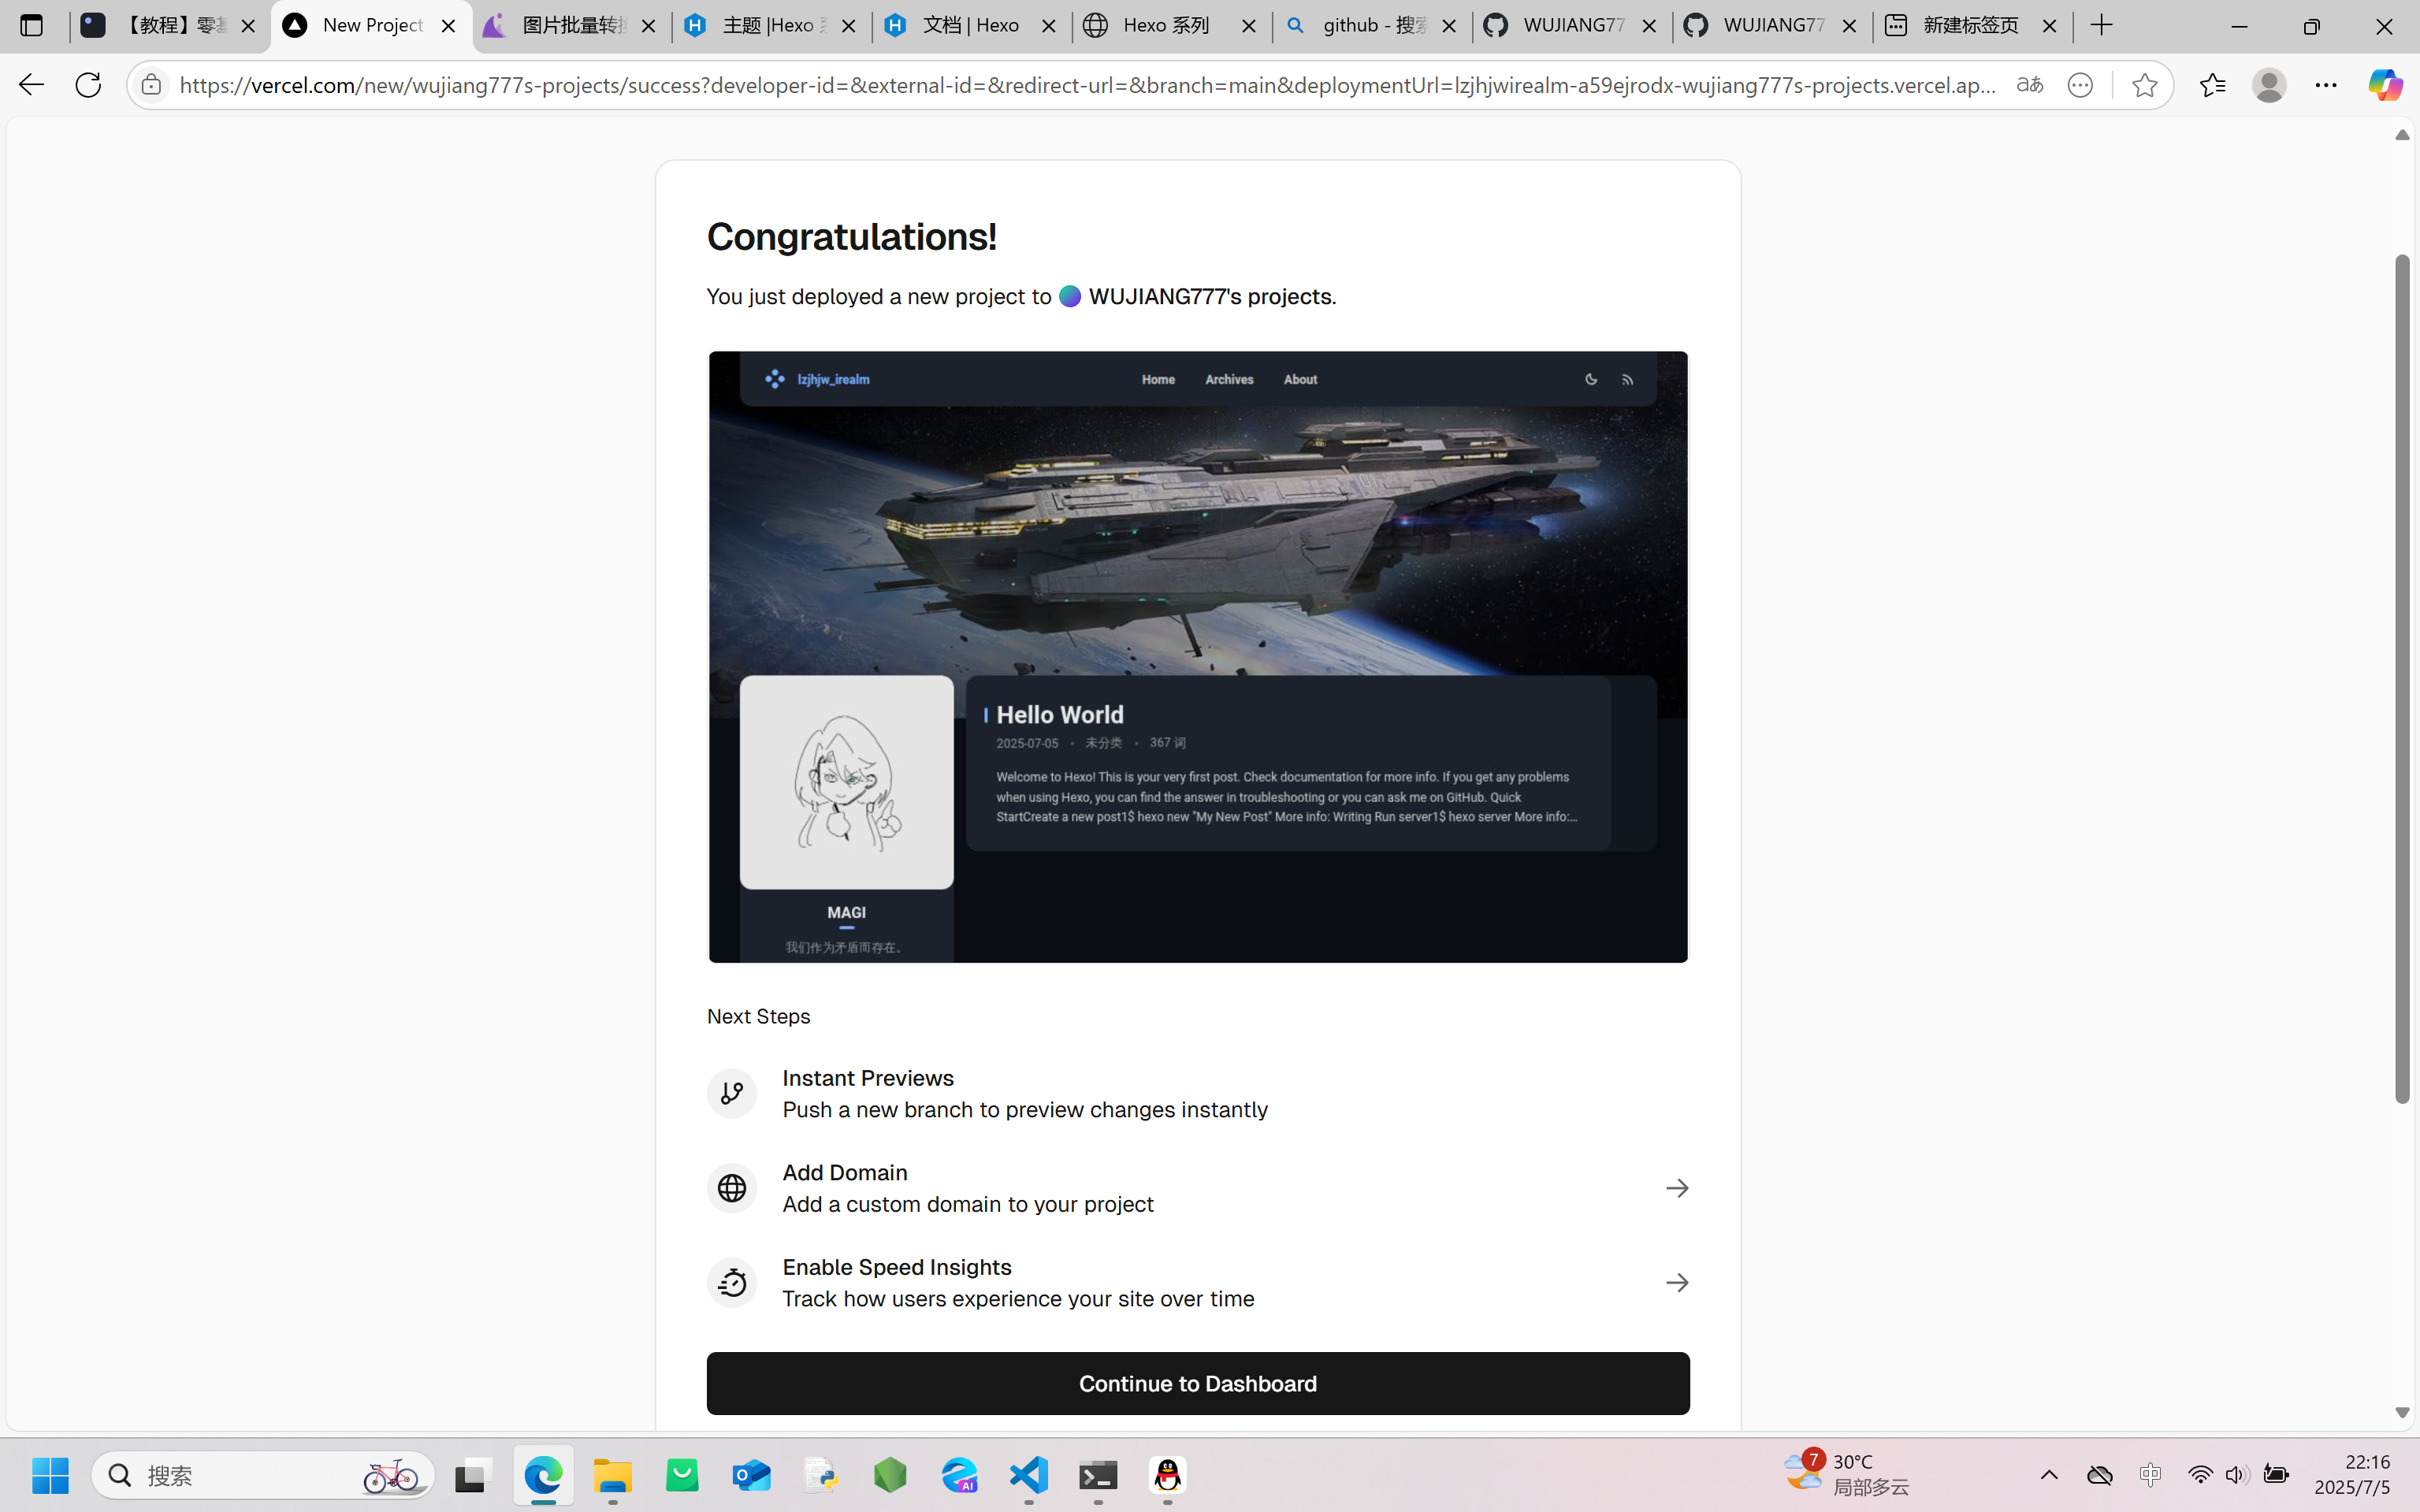 【教程】零基
New Project
图片批量转换
主题 |Hexo 系
文档 | Hexo
Hexo 系列
github - 搜索
WUJIANG77
WUJIANG77
新建标签页
https://vercel.com/new/wujiang777s-projects/success?developer-id=&external-id=&redirect-url=&branch=main&deploymentUrl=lzjhjwirealm-a59ejrodx-wujiang777s-projects.vercel.ap...
aあ
Congratulations!
You just deployed a new project to WUJIANG777's projects.
lzjhjw_irealm
Home
Archives
About
Hello World
2025-07-05 • 未分类 • 367 词
Welcome to Hexo! This is your very first post. Check documentation for more info. If you get any problems
when using Hexo, you can find the answer in troubleshooting or you can ask me on GitHub. Quick
StartCreate a new post1$ hexo new "My New Post" More info: Writing Run server1$ hexo server More info:...
MAGI
我们作为矛盾而存在。
Next Steps
Instant Previews
Push a new branch to preview changes instantly
Add Domain
Add a custom domain to your project
Enable Speed Insights
Track how users experience your site over time
Continue to Dashboard
搜索
AI
7
30°C
局部多云
中
22:16
2025/7/5